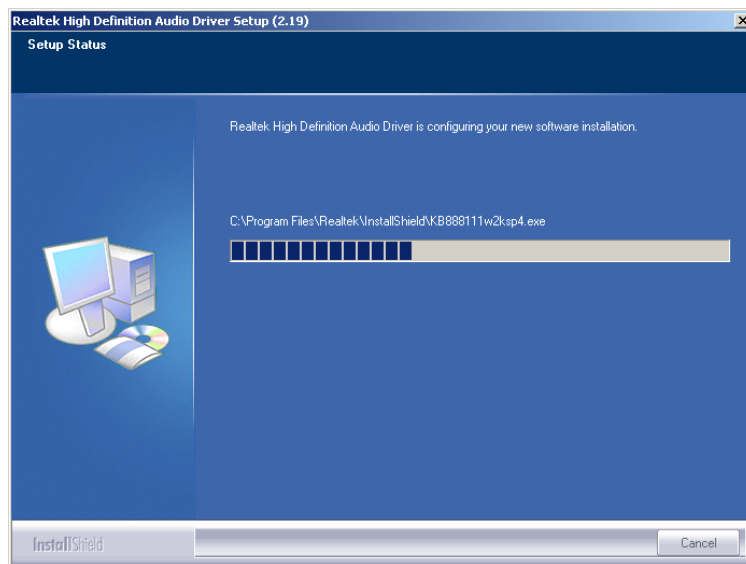 Realtek High Definition Audio Driver Setup (2.19)
Setup Status
Realtek High Definition Audio Driver is configuring your new software installation.
C:\Program Files\Realtek\InstallShield\KB888111w2ksp4.exe
InstallShield
Cancel